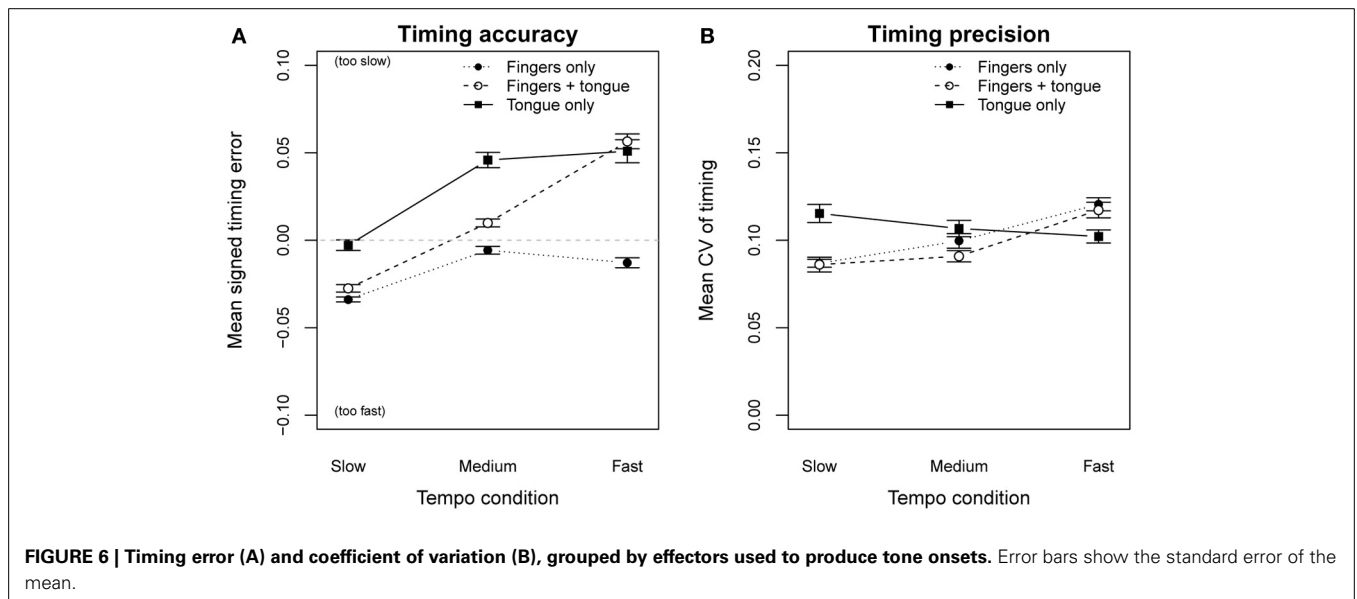 A
Timing accuracy
(too slow)
Fingers only
Fingers + tongue
Tongue only
0.10
0.05
0.00
−0.05
−0.10
Mean signed timing error
(too fast)
Slow Medium Fast
Tempo condition
B
Timing precision
Fingers only
Fingers + tongue
Tongue only
0.20
0.15
0.10
0.05
0.00
Mean CV of timing
Slow Medium Fast
Tempo condition
FIGURE 6 | Timing error (A) and coefficient of variation (B), grouped by effectors used to produce tone onsets. Error bars show the standard error of the
mean.